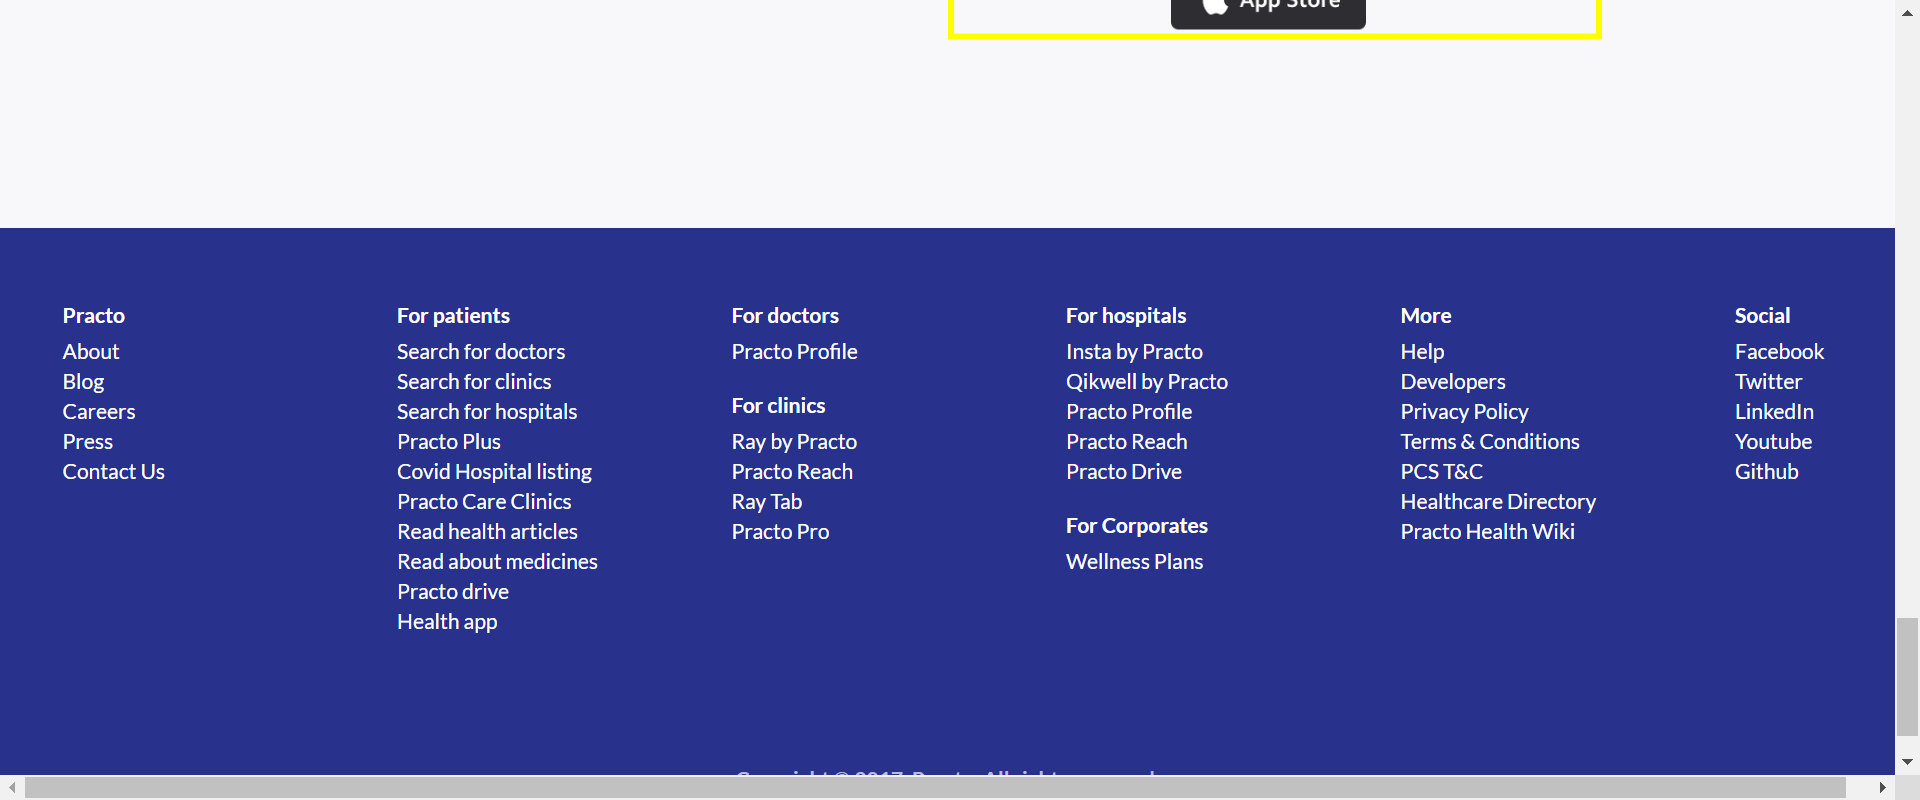 App Store
Practo
About
Blog
Careers
Press
Contact Us
For patients
Search for doctors
Search for clinics
Search for hospitals
Practo Plus
Covid Hospital listing
Practo Care Clinics
Read health articles
Read about medicines
Practo drive
Health app
For doctors
Practo Profile
For clinics
Ray by Practo
Practo Reach
Ray Tab
Practo Pro
For hospitals
Insta by Practo
Qikwell by Practo
Practo Profile
Practo Reach
Practo Drive
For Corporates
Wellness Plans
More
Help
Developers
Privacy Policy
Terms & Conditions
PCS T&C
Healthcare Directory
Practo Health Wiki
Social
Facebook
Twitter
LinkedIn
Youtube
Github